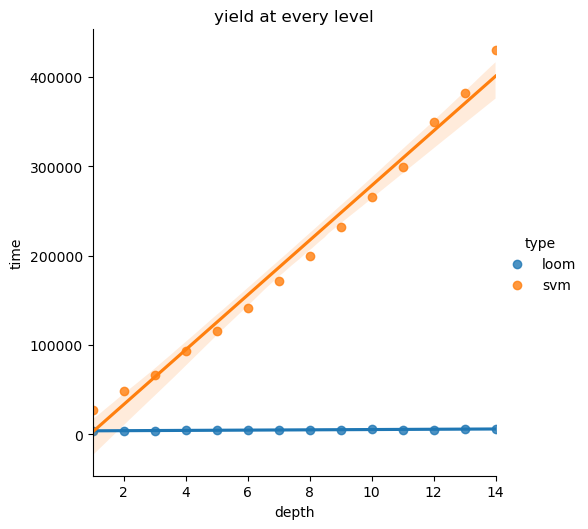 yield at every level
400000
300000
200000
100000
0
time
2 4 6 8 10 12 14
depth
type
loom
svm